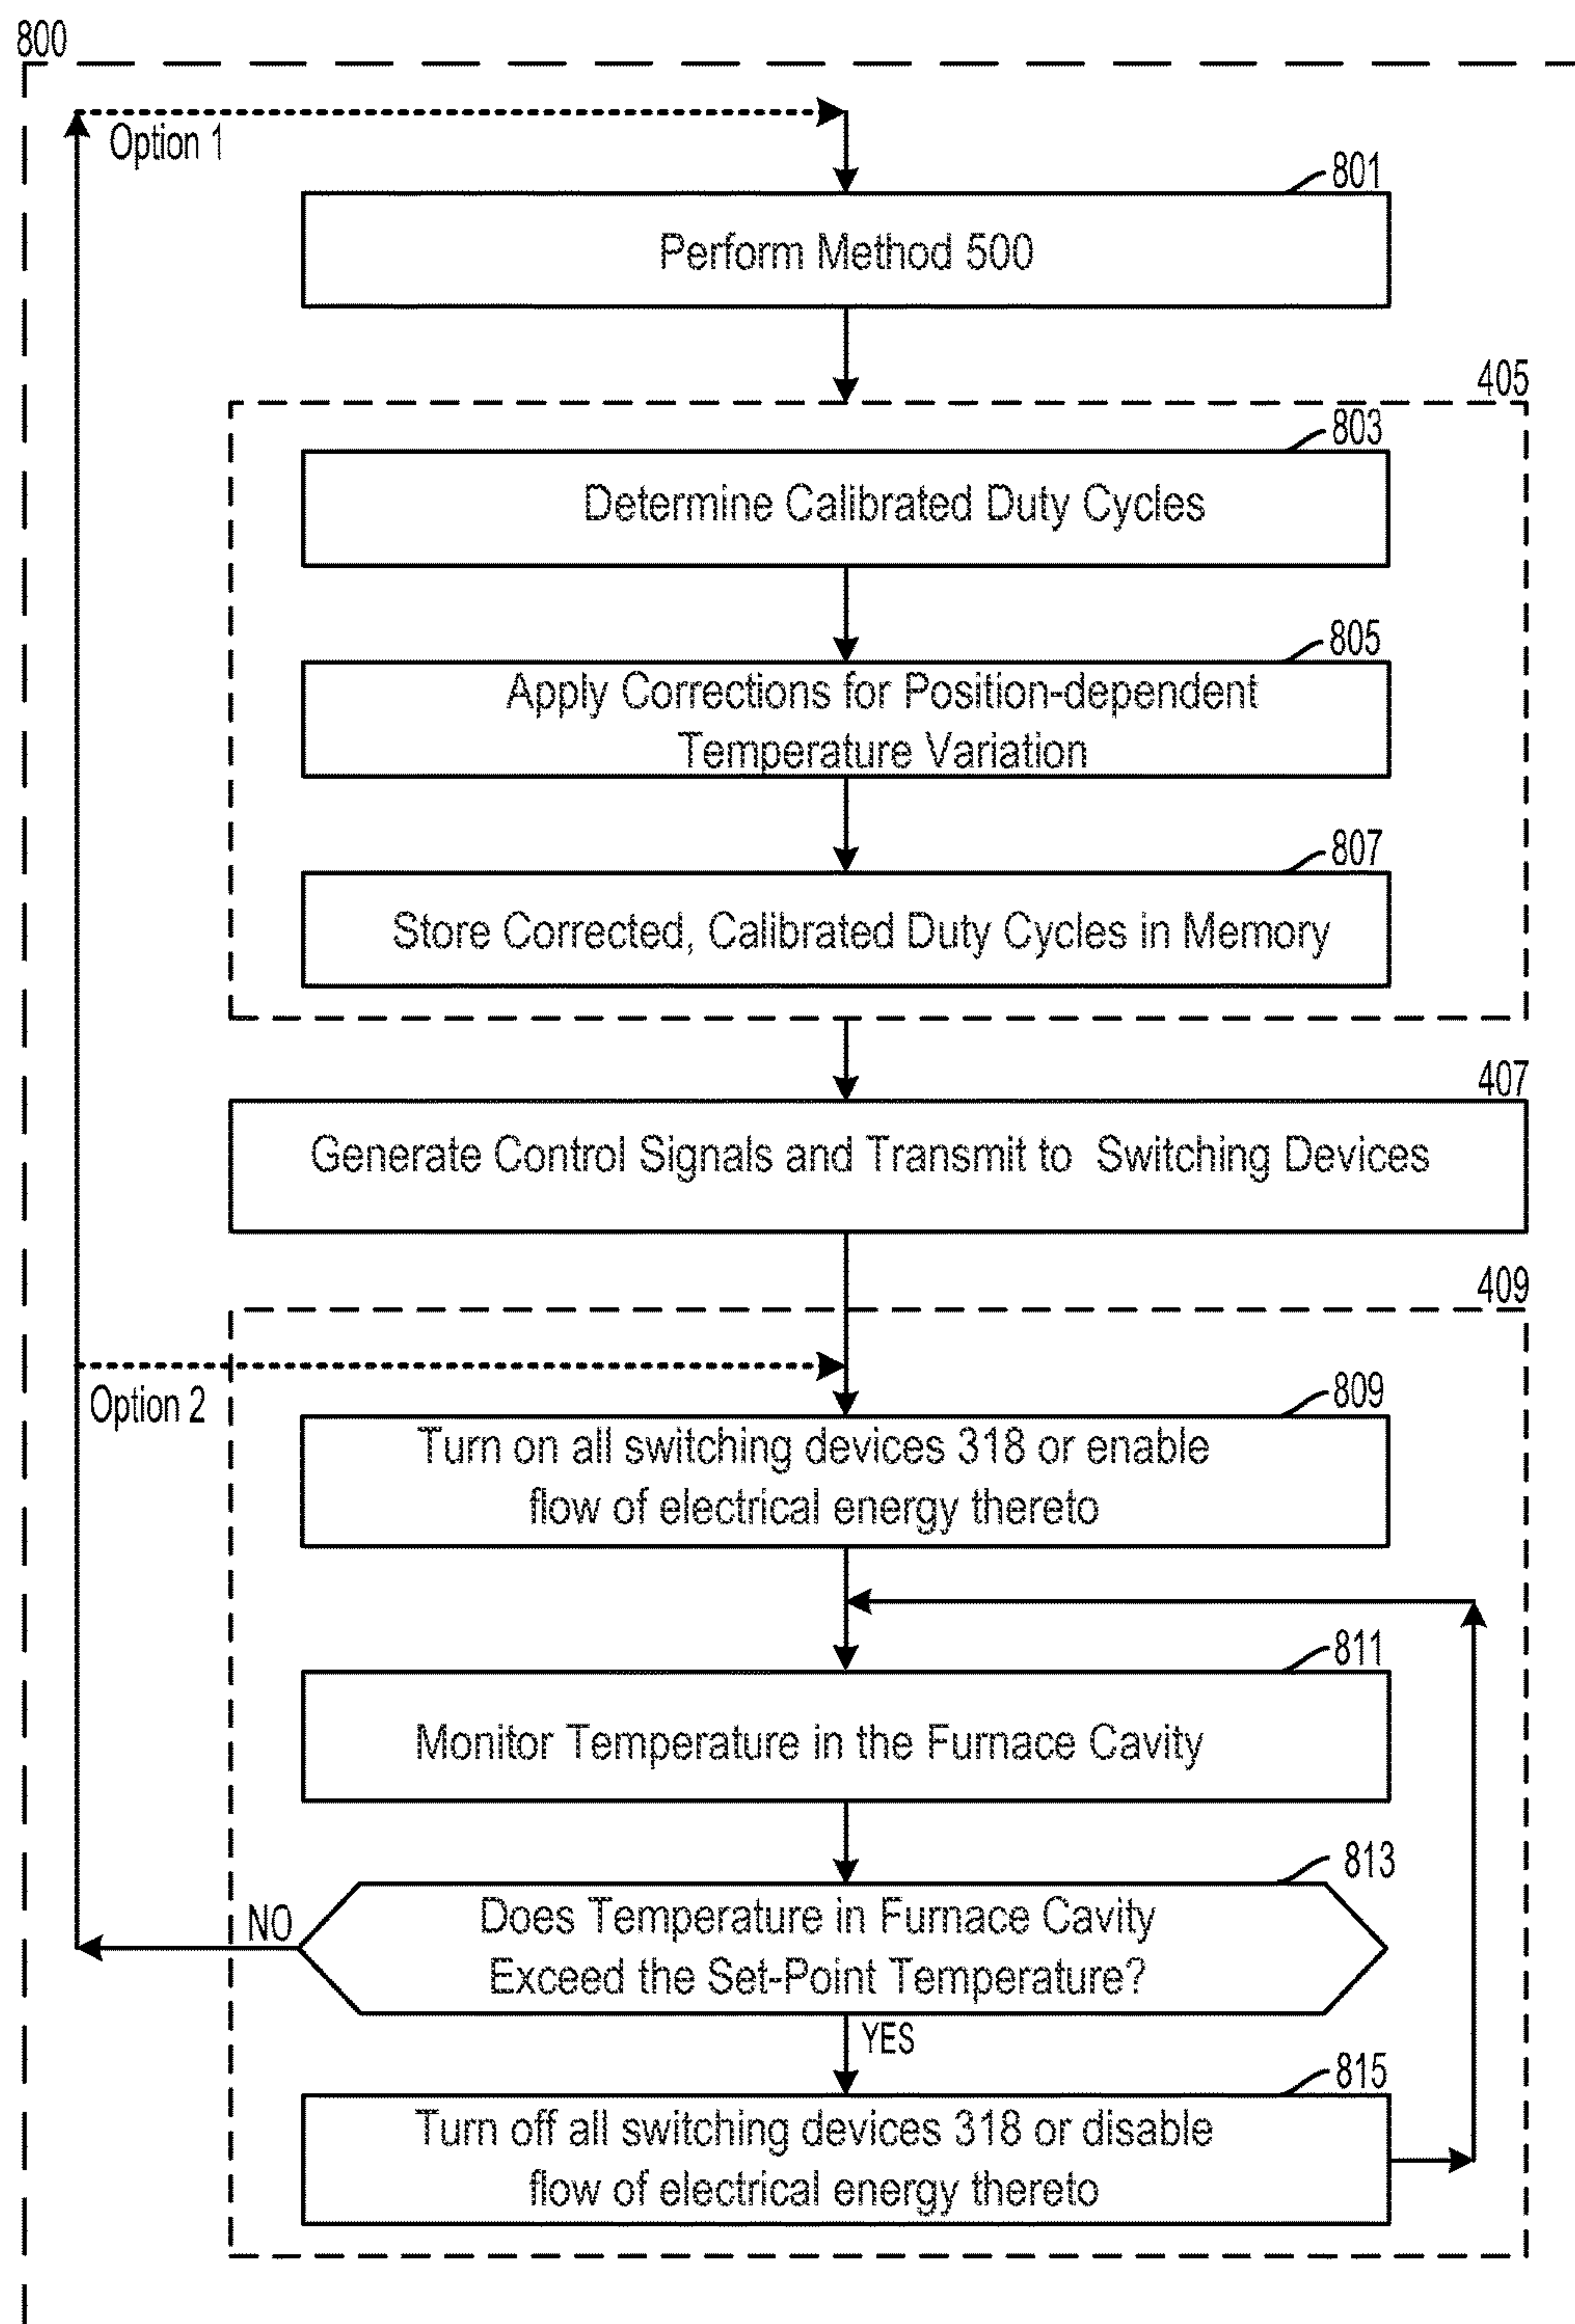 800
Option 1
801
Perform Method 500
405
803
Determine Calibrated Duty Cycles
805
Apply Corrections for Position-dependent
Temperature Variation
807
Store Corrected, Calibrated Duty Cycles in Memory
407
Generate Control Signals and Transmit to Switching Devices
409
Option 2
809
Turn on all switching devices 318 or enable
flow of electrical energy thereto
811
Monitor Temperature in the Furnace Cavity
813
NO
Does Temperature in Furnace Cavity
Exceed the Set-Point Temperature?
YES
815
Turn off all switching devices 318 or disable
flow of electrical energy thereto